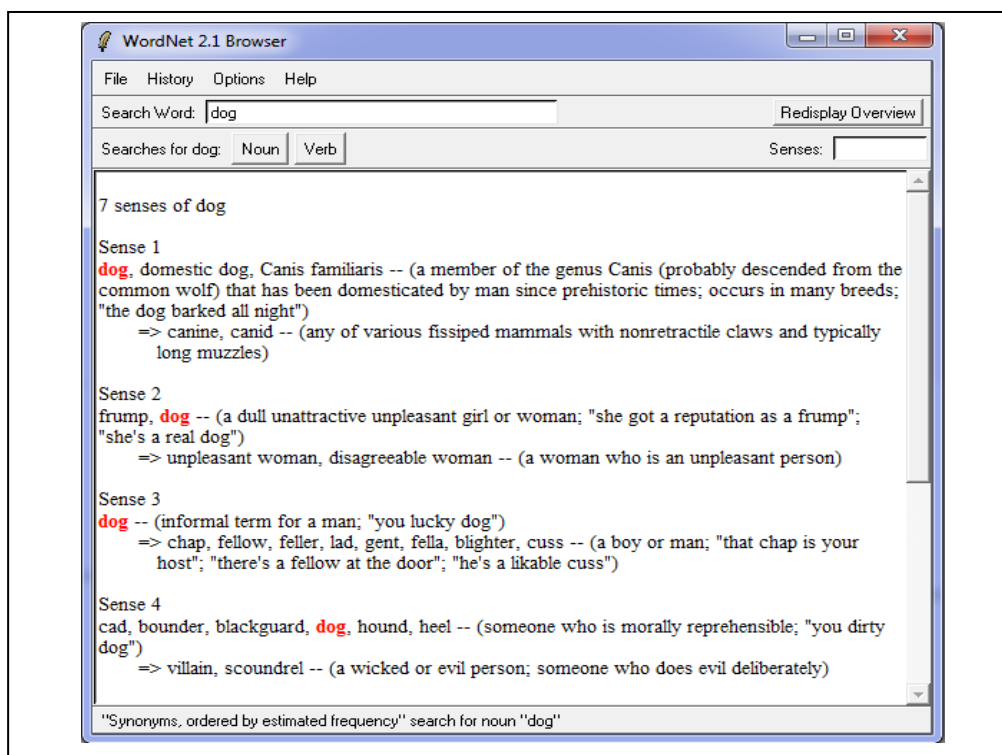 WordNet 2.1 Browser
File History Options Help
Search Word: dog Redisplay Overview
Searches for dog: Noun Verb Senses:
7 senses of dog
Sense 1
dog, domestic dog, Canis familiaris -- (a member of the genus Canis (probably descended from the
common wolf) that has been domesticated by man since prehistoric times; occurs in many breeds;
"the dog barked all night")
=> canine, canid -- (any of various fissiped mammals with nonretractile claws and typically
long muzzles)
Sense 2
frump, dog -- (a dull unattractive unpleasant girl or woman; "she got a reputation as a frump";
"she's a real dog")
=> unpleasant woman, disagreeable woman -- (a woman who is an unpleasant person)
Sense 3
dog -- (informal term for a man; "you lucky dog")
=> chap, fellow, feller, lad, gent, fella, blighter, cuss -- (a boy or man; "that chap is your
host"; "there's a fellow at the door"; "he's a likable cuss")
Sense 4
cad, bounder, blackguard, dog, hound, heel -- (someone who is morally reprehensible; "you dirty
dog")
=> villain, scoundrel -- (a wicked or evil person; someone who does evil deliberately)
"Synonyms, ordered by estimated frequency" search for noun "dog"